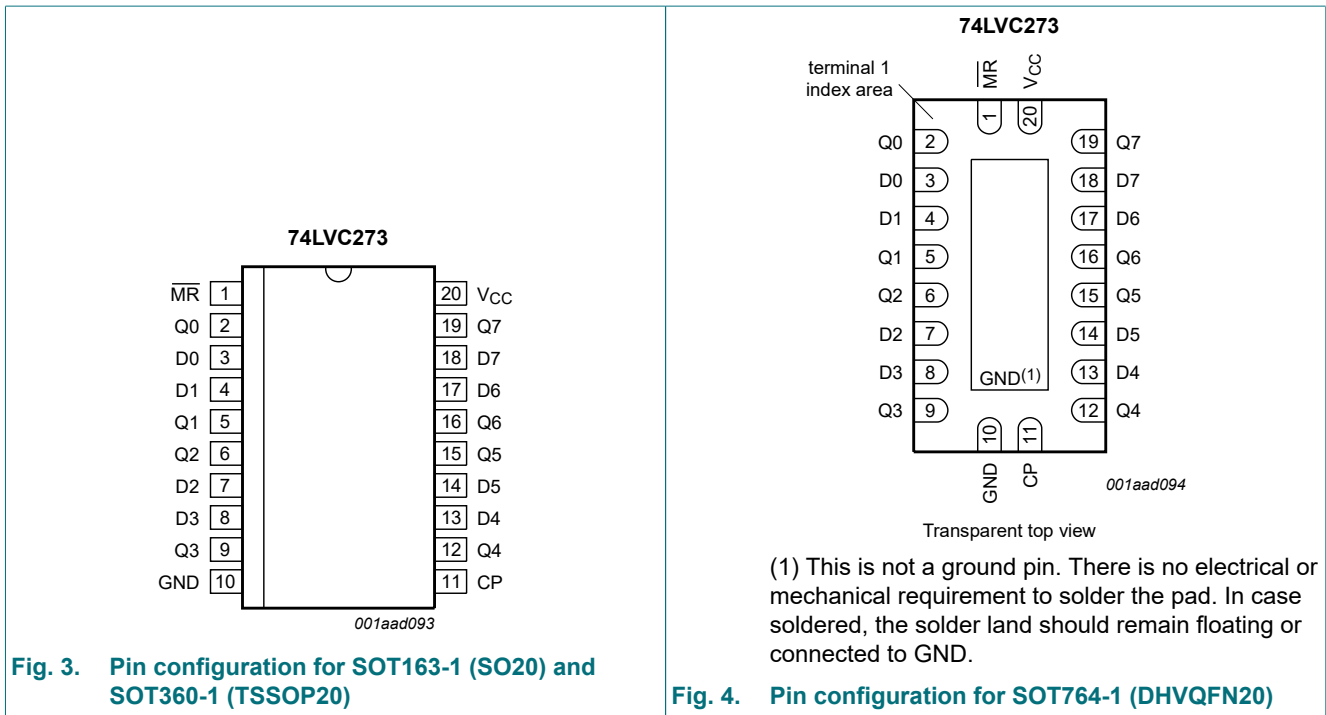 74LVC273
M̅R̅ 1
20 VCC
Q0 2
19 Q7
D0 3
18 D7
D1 4
17 D6
Q1 5
16 Q6
Q2 6
15 Q5
D2 7
14 D5
D3 8
13 D4
Q3 9
12 Q4
GND 10
11 CP
001aad093
Fig. 3. Pin configuration for SOT163-1 (SO20) and
SOT360-1 (TSSOP20)
74LVC273
terminal 1
index area
M̅R̅
VCC
1
20
Q0 2
19 Q7
D0 3
18 D7
D1 4
17 D6
Q1 5
16 Q6
Q2 6
15 Q5
D2 7
14 D5
D3 8
13 D4
Q3 9
12 Q4
GND(1)
10
11
GND
CP
001aad094
Transparent top view
(1) This is not a ground pin. There is no electrical or
mechanical requirement to solder the pad. In case
soldered, the solder land should remain floating or
connected to GND.
Fig. 4. Pin configuration for SOT764-1 (DHVQFN20)